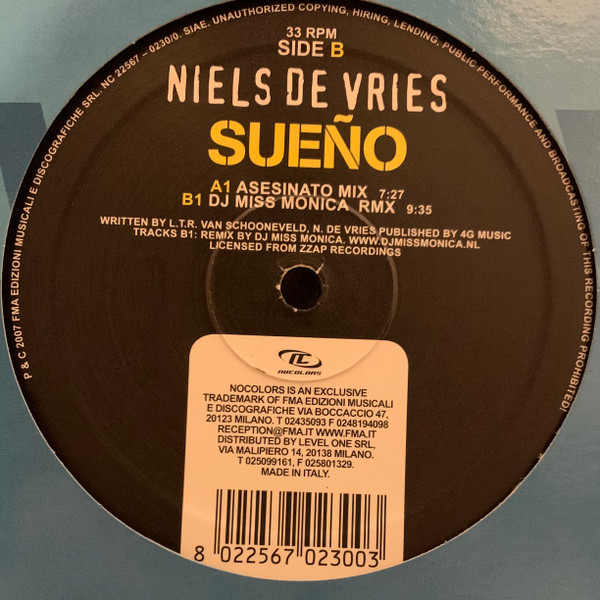 P & C 2007 FMA EDIZIONI MUSICALI E DISCOGRAFICHE SRL. NC 22567 – 0230/0. SIAE. UNAUTHORIZED COPYING, HIRING, LENDING, PUBLIC PERFORMANCE AND BROADCASTING OF THIS RECORDING PROHIBITED!
33 RPM
SIDE B
NIELS DE VRIES
SUEÑO
A1 ASESINATO MIX 7:27
B1 DJ MISS MONICA RMX 9:35
WRITTEN BY L.T.R. VAN SCHOONEVELD, N. DE VRIES PUBLISHED BY 4G MUSIC
TRACKS B1: REMIX BY DJ MISS MONICA. WWW.DJMISSMONICA.NL
LICENSED FROM ZZAP RECORDINGS
NOCOLORS
NOCOLORS IS AN EXCLUSIVE
TRADEMARK OF FMA EDIZIONI MUSICALI
E DISCOGRAFICHE VIA BOCCACCIO 47,
20123 MILANO. T 02435093 F 0248194098
RECEPTION@FMA.IT WWW.FMA.IT
DISTRIBUTED BY LEVEL ONE SRL,
VIA MALIPIERO 14, 20138 MILANO.
T 025099161, F 025801329.
MADE IN ITALY.
8 022567 023003